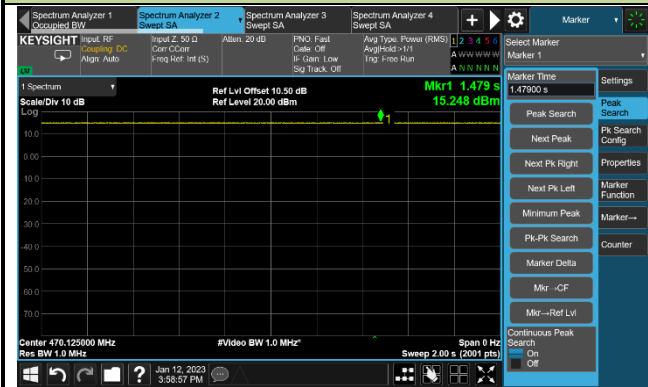 Spectrum Analyzer 1
Occupied BW
Spectrum Analyzer 2
Swept SA
Spectrum Analyzer 3
Swept SA
Spectrum Analyzer 4
Swept SA
+
Marker
KEYSIGHT
Input: RF
Coupling: DC
Align: Auto
Input Z: 50 Ω
Corr CCorr
Freq Ref: Int (S)
Atten: 20 dB
PNO: Fast
Gate: Off
IF Gain: Low
Sig Track: Off
Avg Type: Power (RMS)
Avg|Hold:>1/1
Trig: Free Run
1 2 3 4 5 6
A W W W W W
A N N N N N
LV
Select Marker
Marker 1
1 Spectrum
Scale/Div 10 dB
Log
Ref Lvl Offset 10.50 dB
Ref Level 20.00 dBm
Mkr1 1.479 s
15.248 dBm
1
10.0
0.00
-10.0
-20.0
-30.0
-40.0
-50.0
-60.0
-70.0
Center 470.125000 MHz
Res BW 1.0 MHz
#Video BW 1.0 MHz*
Span 0 Hz
Sweep 2.00 s (2001 pts)
Marker Time
1.47900 s
Peak Search
Next Peak
Next Pk Right
Next Pk Left
Minimum Peak
Pk-Pk Search
Marker Delta
Mkr→CF
Mkr→Ref Lvl
Continuous Peak
Search
On
Off
Settings
Peak
Search
Pk Search
Config
Properties
Marker
Function
Marker→
Counter
?
Jan 12, 2023
3:58:57 PM